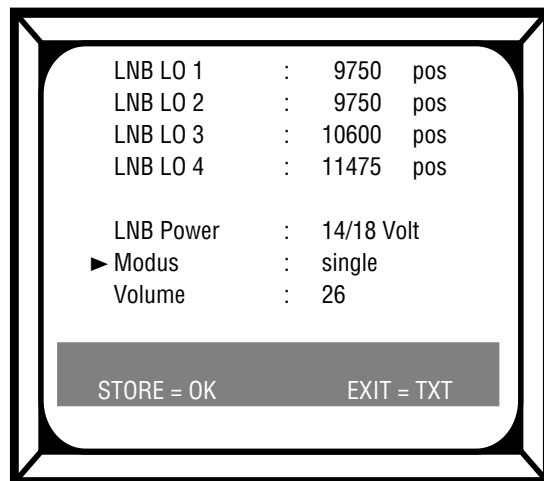 LNB LO 1 : 9750 pos
LNB LO 2 : 9750 pos
LNB LO 3 : 10600 pos
LNB LO 4 : 11475 pos
LNB Power : 14/18 Volt
► Modus : single
Volume : 26
STORE = OK EXIT = TXT